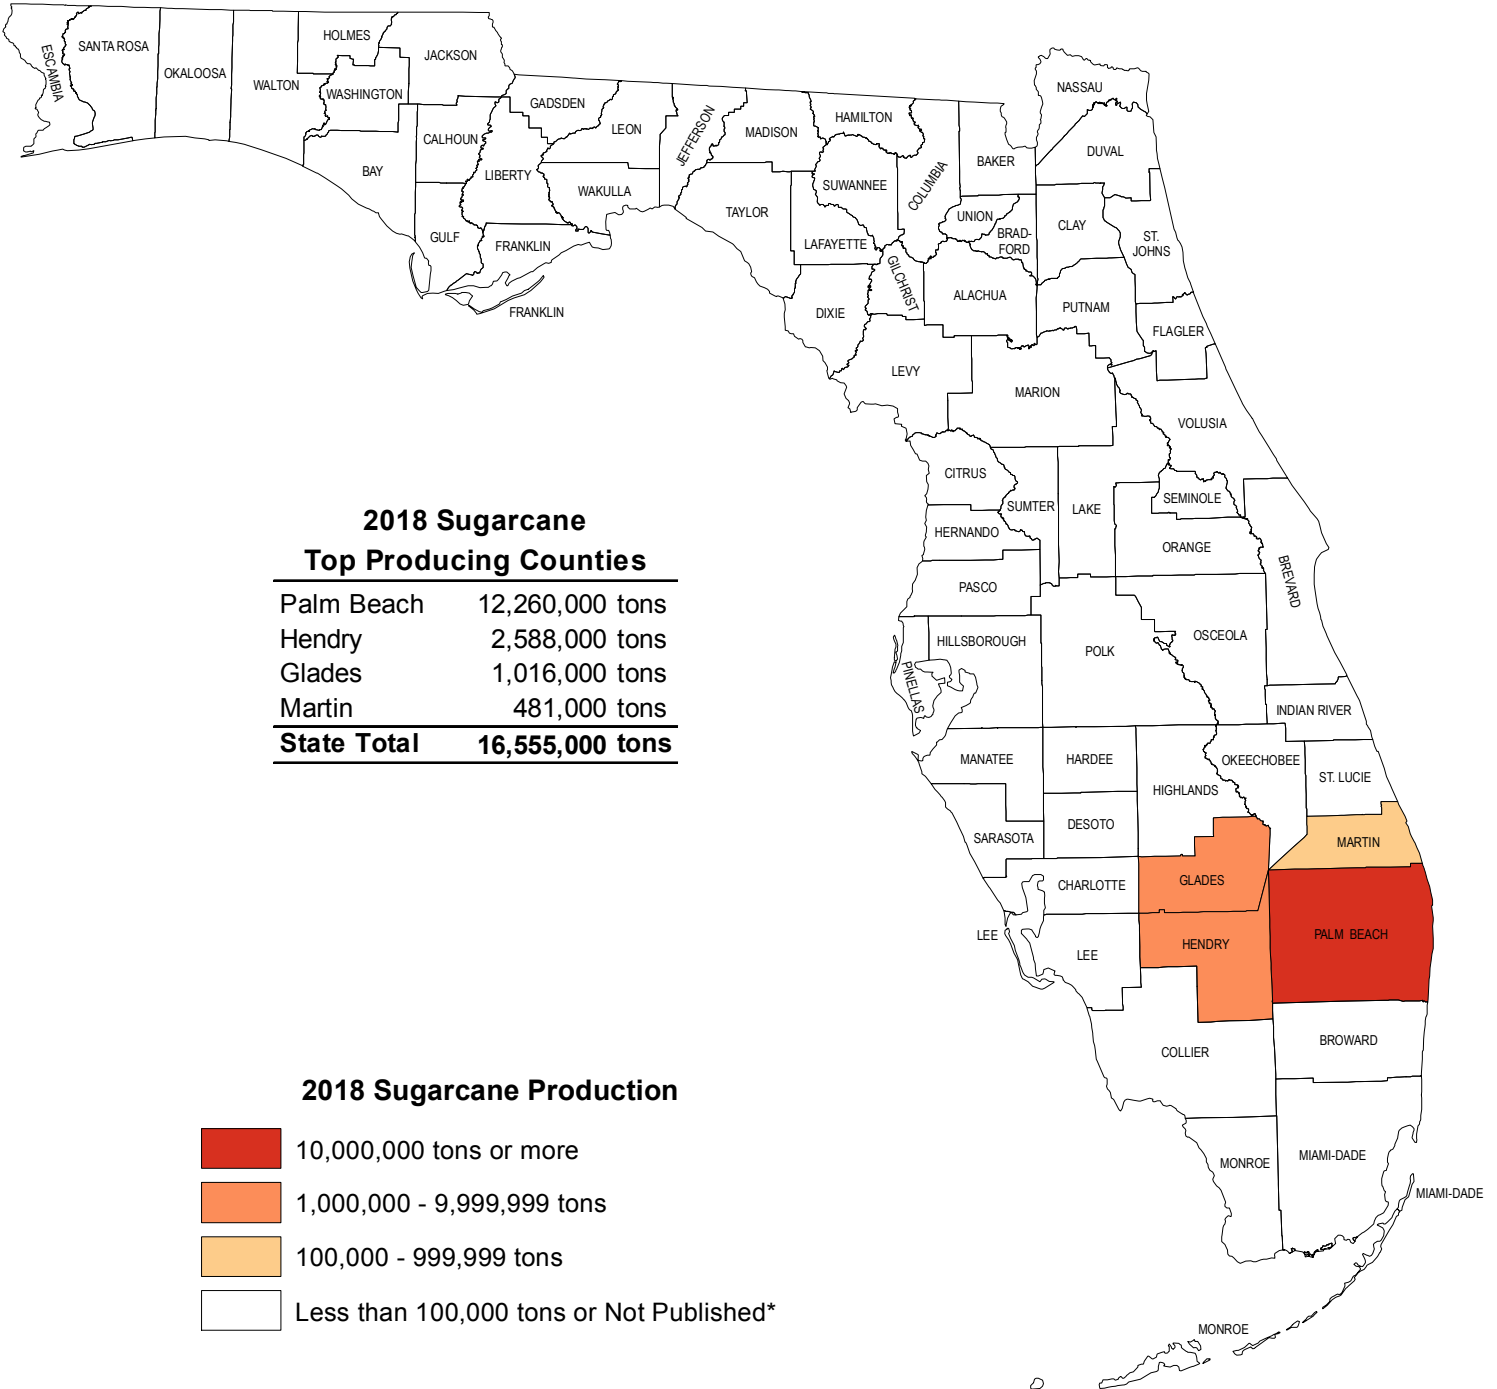 HOLMES
SANTA ROSA
JACKSON
ESCAMBIA
OKALOOSA
WALTON
WASHINGTON
NASSAU
GADSDEN
HAMILTON
LEON
JEFFERSON
MADISON
CALHOUN
DUVAL
BAKER
BAY
LIBERTY
SUWANNEE
COLUMBIA
WAKULLA
TAYLOR
UNION
CLAY
GULF
FRANKLIN
LAFAYETTE
BRAD-
FORD
ST.
JOHNS
GILCHRIST
ALACHUA
PUTNAM
FRANKLIN
DIXIE
FLAGLER
LEVY
MARION
VOLUSIA
CITRUS
SUMTER
LAKE
SEMINOLE
HERNANDO
ORANGE
PASCO
BREVARD
HILLSBOROUGH
POLK
OSCEOLA
PINELLAS
INDIAN RIVER
MANATEE
HARDEE
OKEECHOBEE
HIGHLANDS
ST. LUCIE
DESOTO
SARASOTA
MARTIN
CHARLOTTE
GLADES
LEE
LEE
HENDRY
PALM BEACH
COLLIER
BROWARD
MONROE
MIAMI-DADE
MIAMI-DADE
MONROE
2018 Sugarcane
Top Producing Counties
Palm Beach 12,260,000 tons
Hendry 2,588,000 tons
Glades 1,016,000 tons
Martin 481,000 tons
State Total 16,555,000 tons
2018 Sugarcane Production
10,000,000 tons or more
1,000,000 - 9,999,999 tons
100,000 - 999,999 tons
Less than 100,000 tons or Not Published*